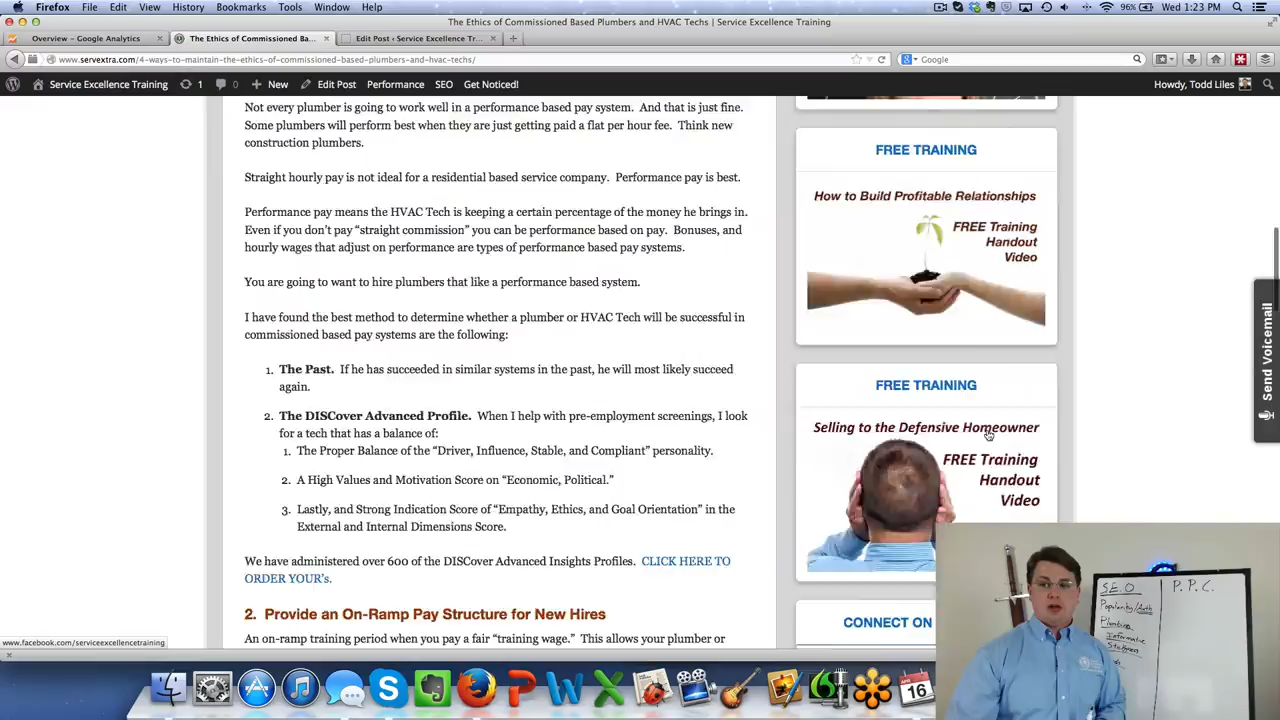 Firefox File Edit View History Bookmarks Tools Window Help
96% Wed 1:23 PM
The Ethics of Commissioned Based Plumbers and HVAC Techs | Service Excellence Training
Overview – Google Analytics
The Ethics of Commissioned Ba...
Edit Post ‹ Service Excellence Tr...
www.servextra.com/4-ways-to-maintain-the-ethics-of-commissioned-based-plumbers-and-hvac-techs/
Google
Service Excellence Training 1 0 + New Edit Post Performance SEO Get Noticed!
Howdy, Todd Liles
Not every plumber is going to work well in a performance based pay system. And that is just fine.
Some plumbers will perform best when they are just getting paid a flat per hour fee. Think new
construction plumbers.
Straight hourly pay is not ideal for a residential based service company. Performance pay is best.
Performance pay means the HVAC Tech is keeping a certain percentage of the money he brings in.
Even if you don't pay "straight commission" you can be performance based on pay. Bonuses, and
hourly wages that adjust on performance are types of performance based pay systems.
You are going to want to hire plumbers that like a performance based system.
I have found the best method to determine whether a plumber or HVAC Tech will be successful in
commissioned based pay systems are the following:
1. The Past. If he has succeeded in similar systems in the past, he will most likely succeed
again.
2. The DISCover Advanced Profile. When I help with pre-employment screenings, I look
for a tech that has a balance of:
1. The Proper Balance of the "Driver, Influence, Stable, and Compliant" personality.
2. A High Values and Motivation Score on "Economic, Political."
3. Lastly, and Strong Indication Score of "Empathy, Ethics, and Goal Orientation" in the
External and Internal Dimensions Score.
We have administered over 600 of the DISCover Advanced Insights Profiles. CLICK HERE TO
ORDER YOUR's.
2. Provide an On-Ramp Pay Structure for New Hires
An on-ramp training period when you pay a fair "training wage." This allows your plumber or
FREE TRAINING
How to Build Profitable Relationships
FREE Training
Handout
Video
FREE TRAINING
Selling to the Defensive Homeowner
FREE Training
Handout
Video
CONNECT ON
Send Voicemail
www.facebook.com/serviceexcellencetraining
S.E.O
Popularity/Auth
Plumbing
Informative
P.P.C.
APR
16